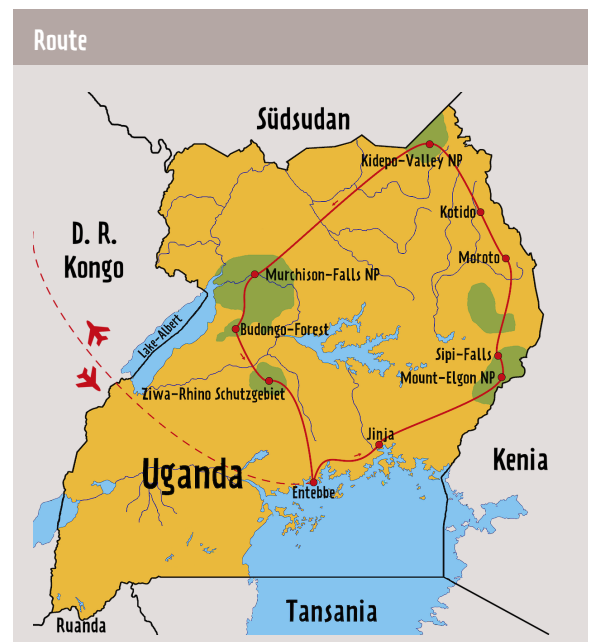 Route
Südsudan
Kidepo-Valley NP
Kotido
D. R.
Kongo
Moroto
Murchison-Falls NP
Lake-Albert
Budongo-Forest
Sipi-Falls
Mount-Elgon NP
Ziwa-Rhino Schutzgebiet
Jinja
Uganda
Kenia
Entebbe
Tansania
Ruanda